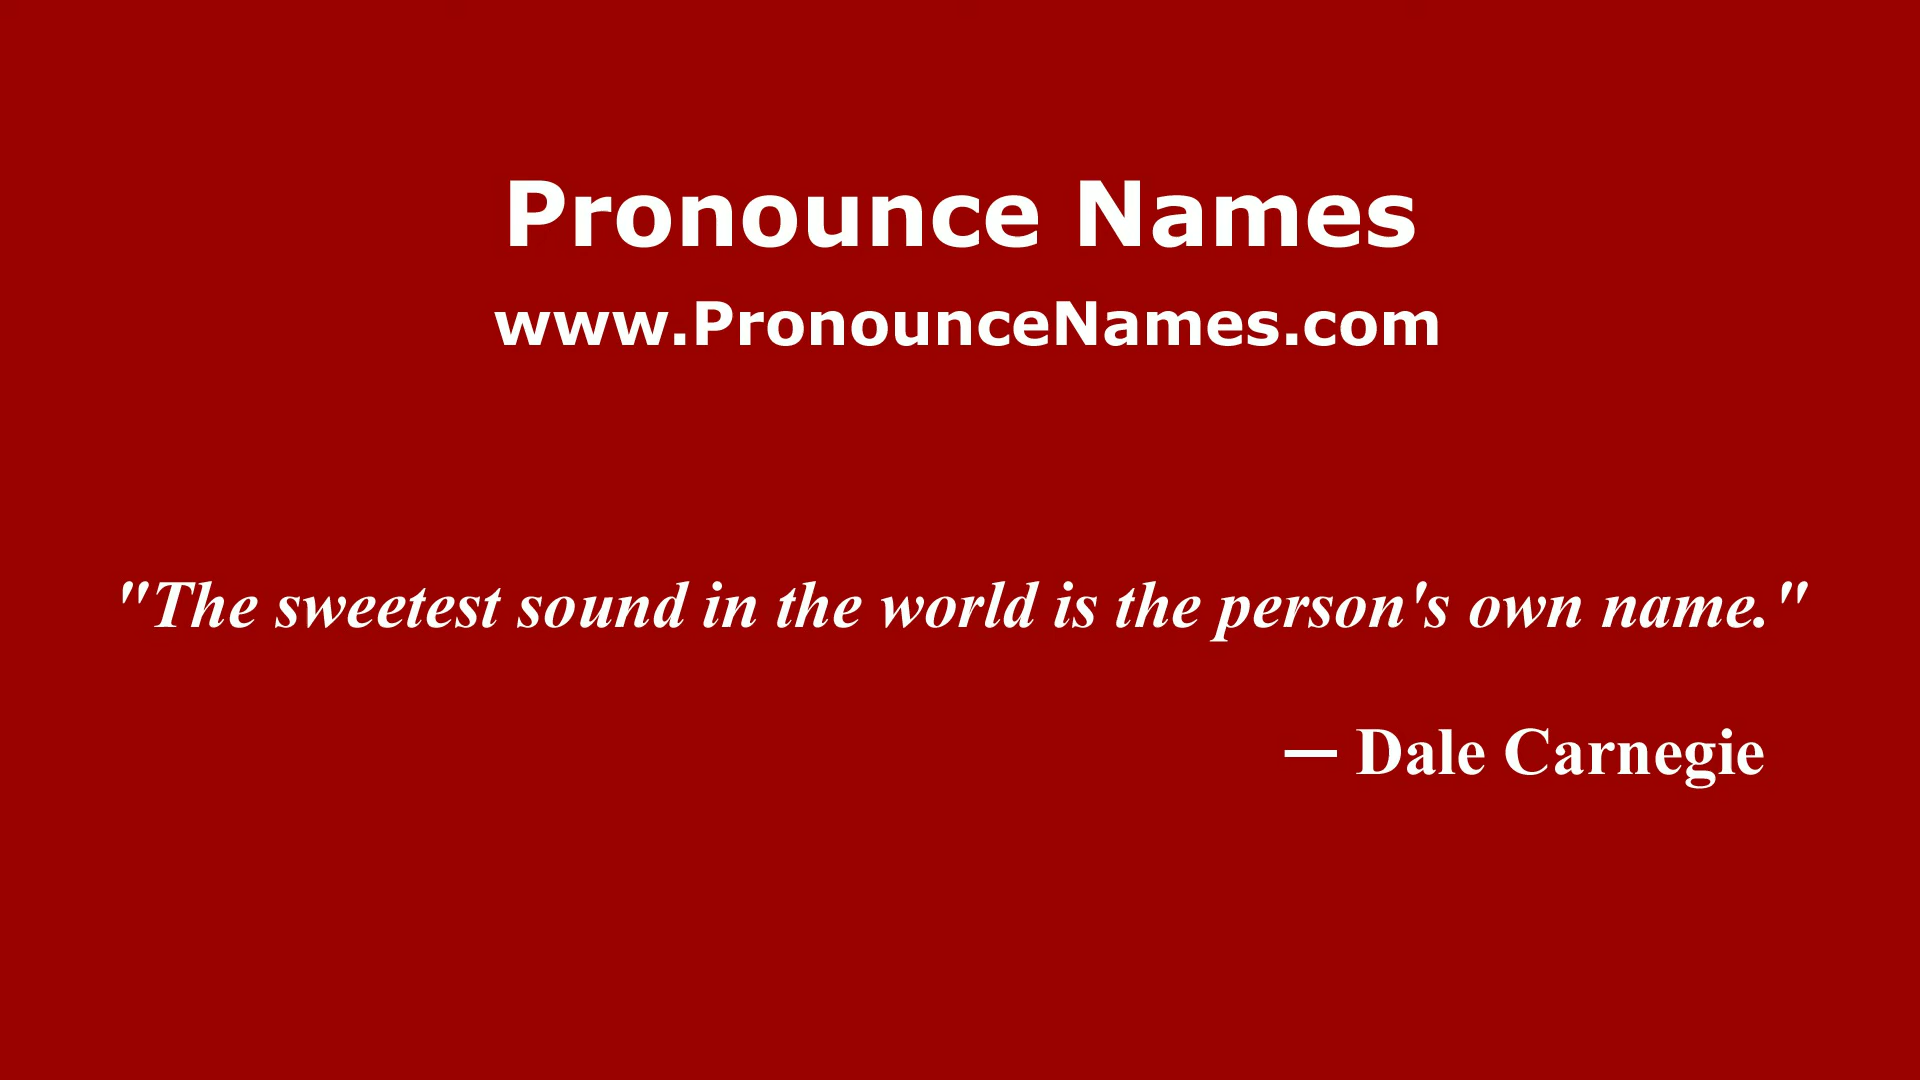 Pronounce Names
www.PronounceNames.com
"The sweetest sound in the world is the person's own name."
— Dale Carnegie